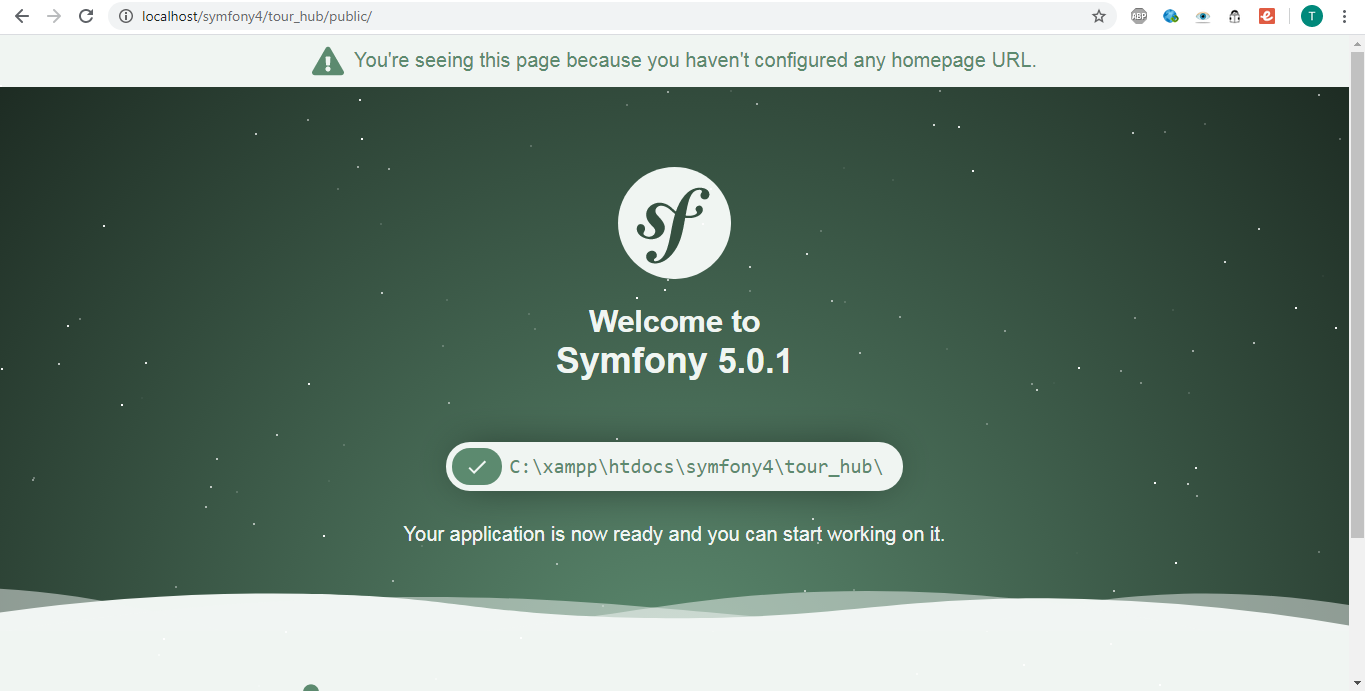 localhost/symfony4/tour_hub/public/
ABP
T
You're seeing this page because you haven't configured any homepage URL.
sf
Welcome to
Symfony 5.0.1
C:\xampp\htdocs\symfony4\tour_hub\
Your application is now ready and you can start working on it.